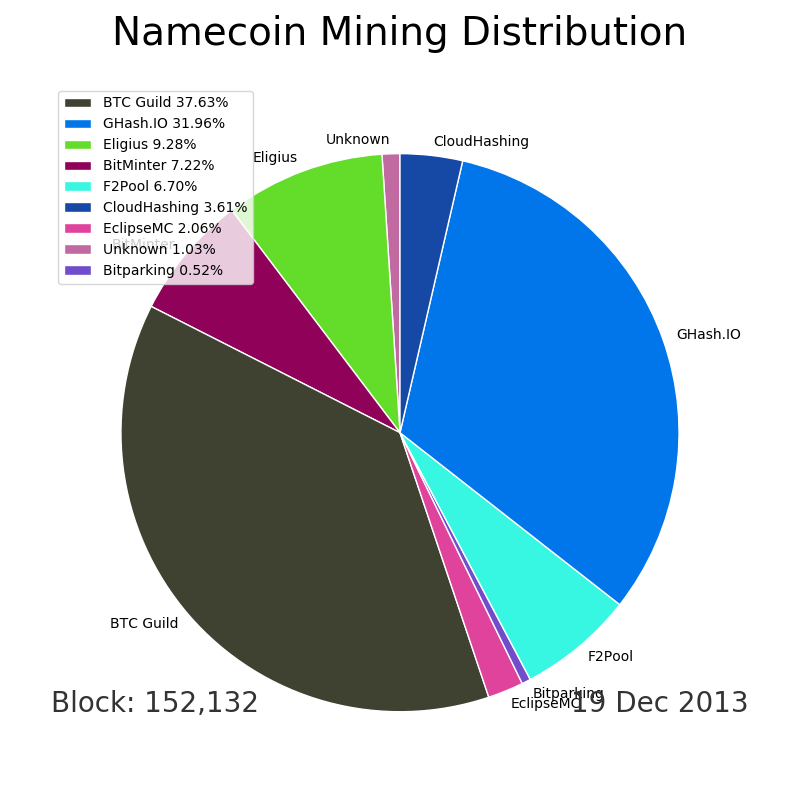 Namecoin Mining Distribution
BTC Guild 37.63%
GHash.IO 31.96%
Eligius 9.28%
BitMinter 7.22%
F2Pool 6.70%
CloudHashing 3.61%
EclipseMC 2.06%
Unknown 1.03%
Bitparking 0.52%
Unknown
CloudHashing
Eligius
BitMinter
GHash.IO
BTC Guild
F2Pool
Bitparking
EclipseMC
Block: 152,132
19 Dec 2013